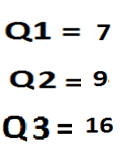 Q1 = 7
Q2 = 9
Q3 = 16